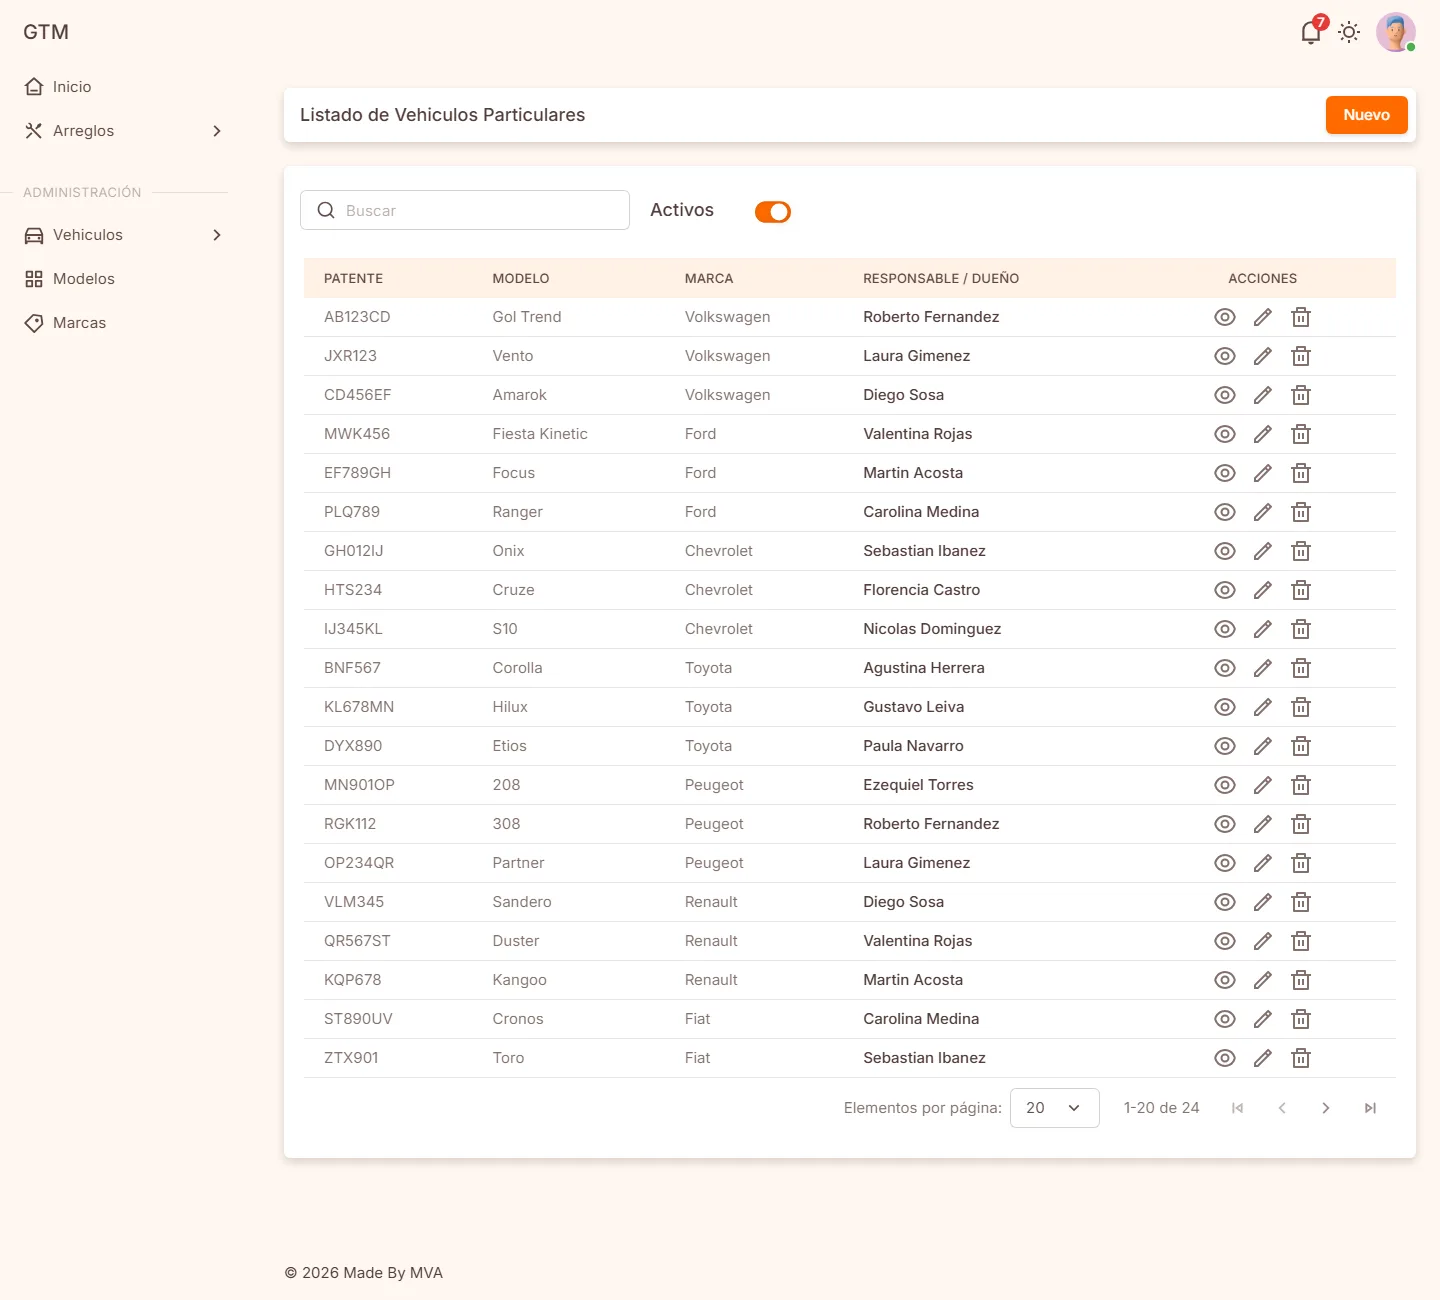 GTM
7
Inicio
Arreglos
ADMINISTRACIÓN
Vehiculos
Modelos
Marcas
Listado de Vehiculos Particulares
Nuevo
Buscar
Activos
PATENTE MODELO MARCA RESPONSABLE / DUEÑO ACCIONES
AB123CD Gol Trend Volkswagen Roberto Fernandez
JXR123 Vento Volkswagen Laura Gimenez
CD456EF Amarok Volkswagen Diego Sosa
MWK456 Fiesta Kinetic Ford Valentina Rojas
EF789GH Focus Ford Martin Acosta
PLQ789 Ranger Ford Carolina Medina
GH012IJ Onix Chevrolet Sebastian Ibanez
HTS234 Cruze Chevrolet Florencia Castro
IJ345KL S10 Chevrolet Nicolas Dominguez
BNF567 Corolla Toyota Agustina Herrera
KL678MN Hilux Toyota Gustavo Leiva
DYX890 Etios Toyota Paula Navarro
MN901OP 208 Peugeot Ezequiel Torres
RGK112 308 Peugeot Roberto Fernandez
OP234QR Partner Peugeot Laura Gimenez
VLM345 Sandero Renault Diego Sosa
QR567ST Duster Renault Valentina Rojas
KQP678 Kangoo Renault Martin Acosta
ST890UV Cronos Fiat Carolina Medina
ZTX901 Toro Fiat Sebastian Ibanez
Elementos por página: 20 1-20 de 24
© 2026 Made By MVA